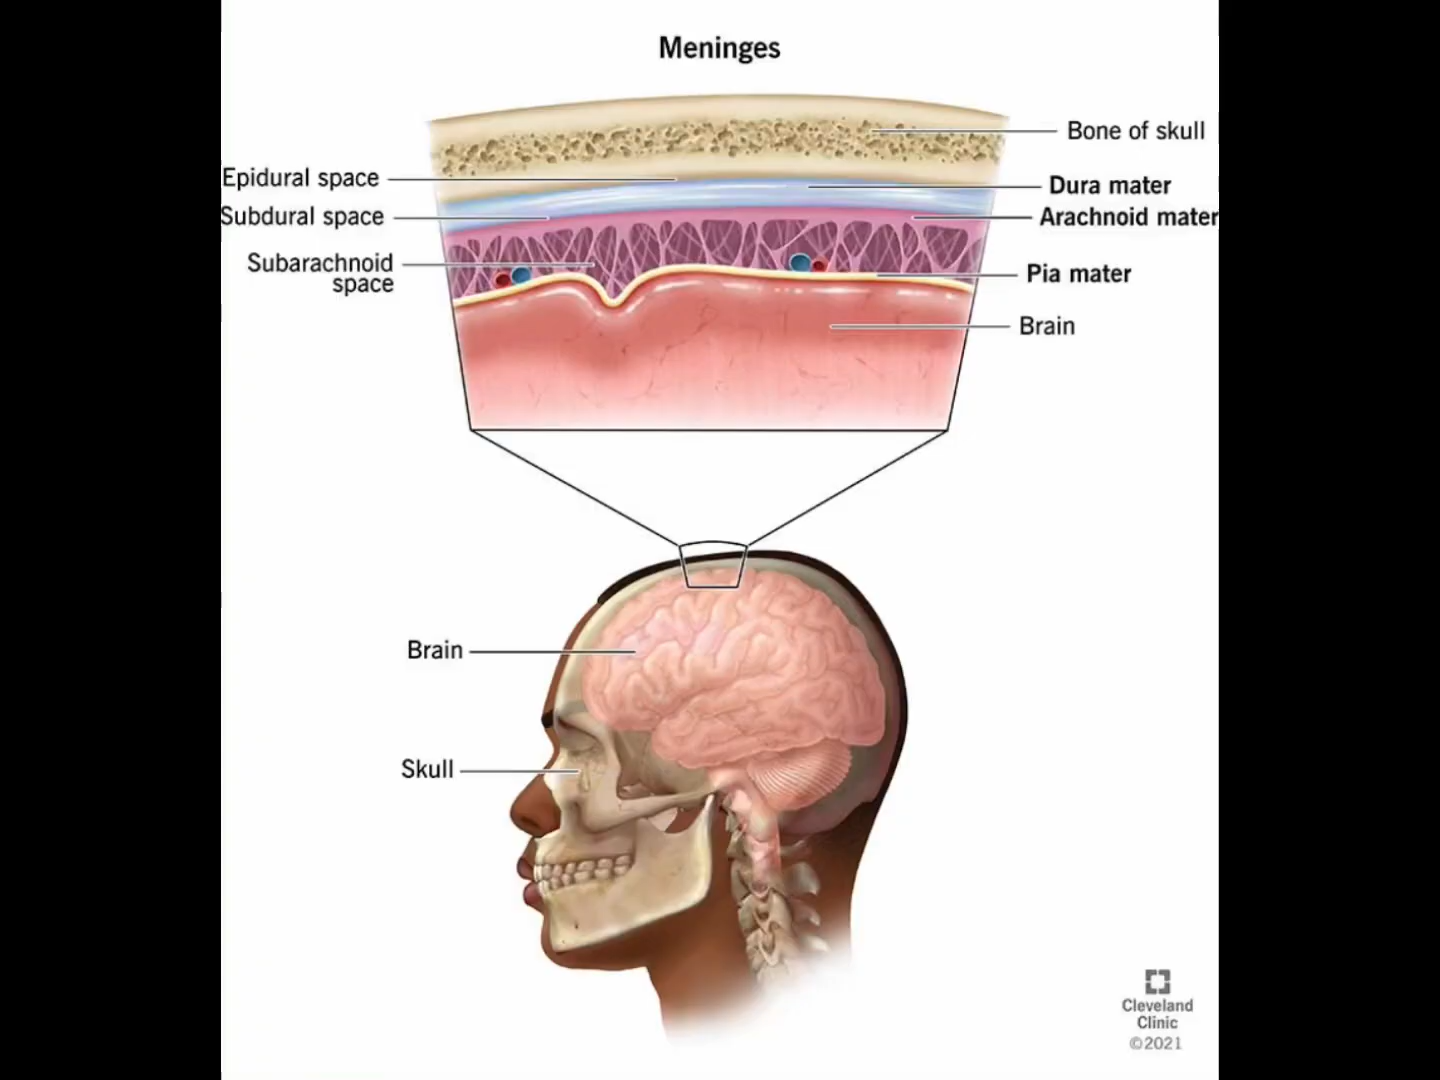 Meninges
Bone of skull
Epidural space
Dura mater
Subdural space
Arachnoid mater
Subarachnoid
space
Pia mater
Brain
Brain
Skull
Cleveland
Clinic
©2021